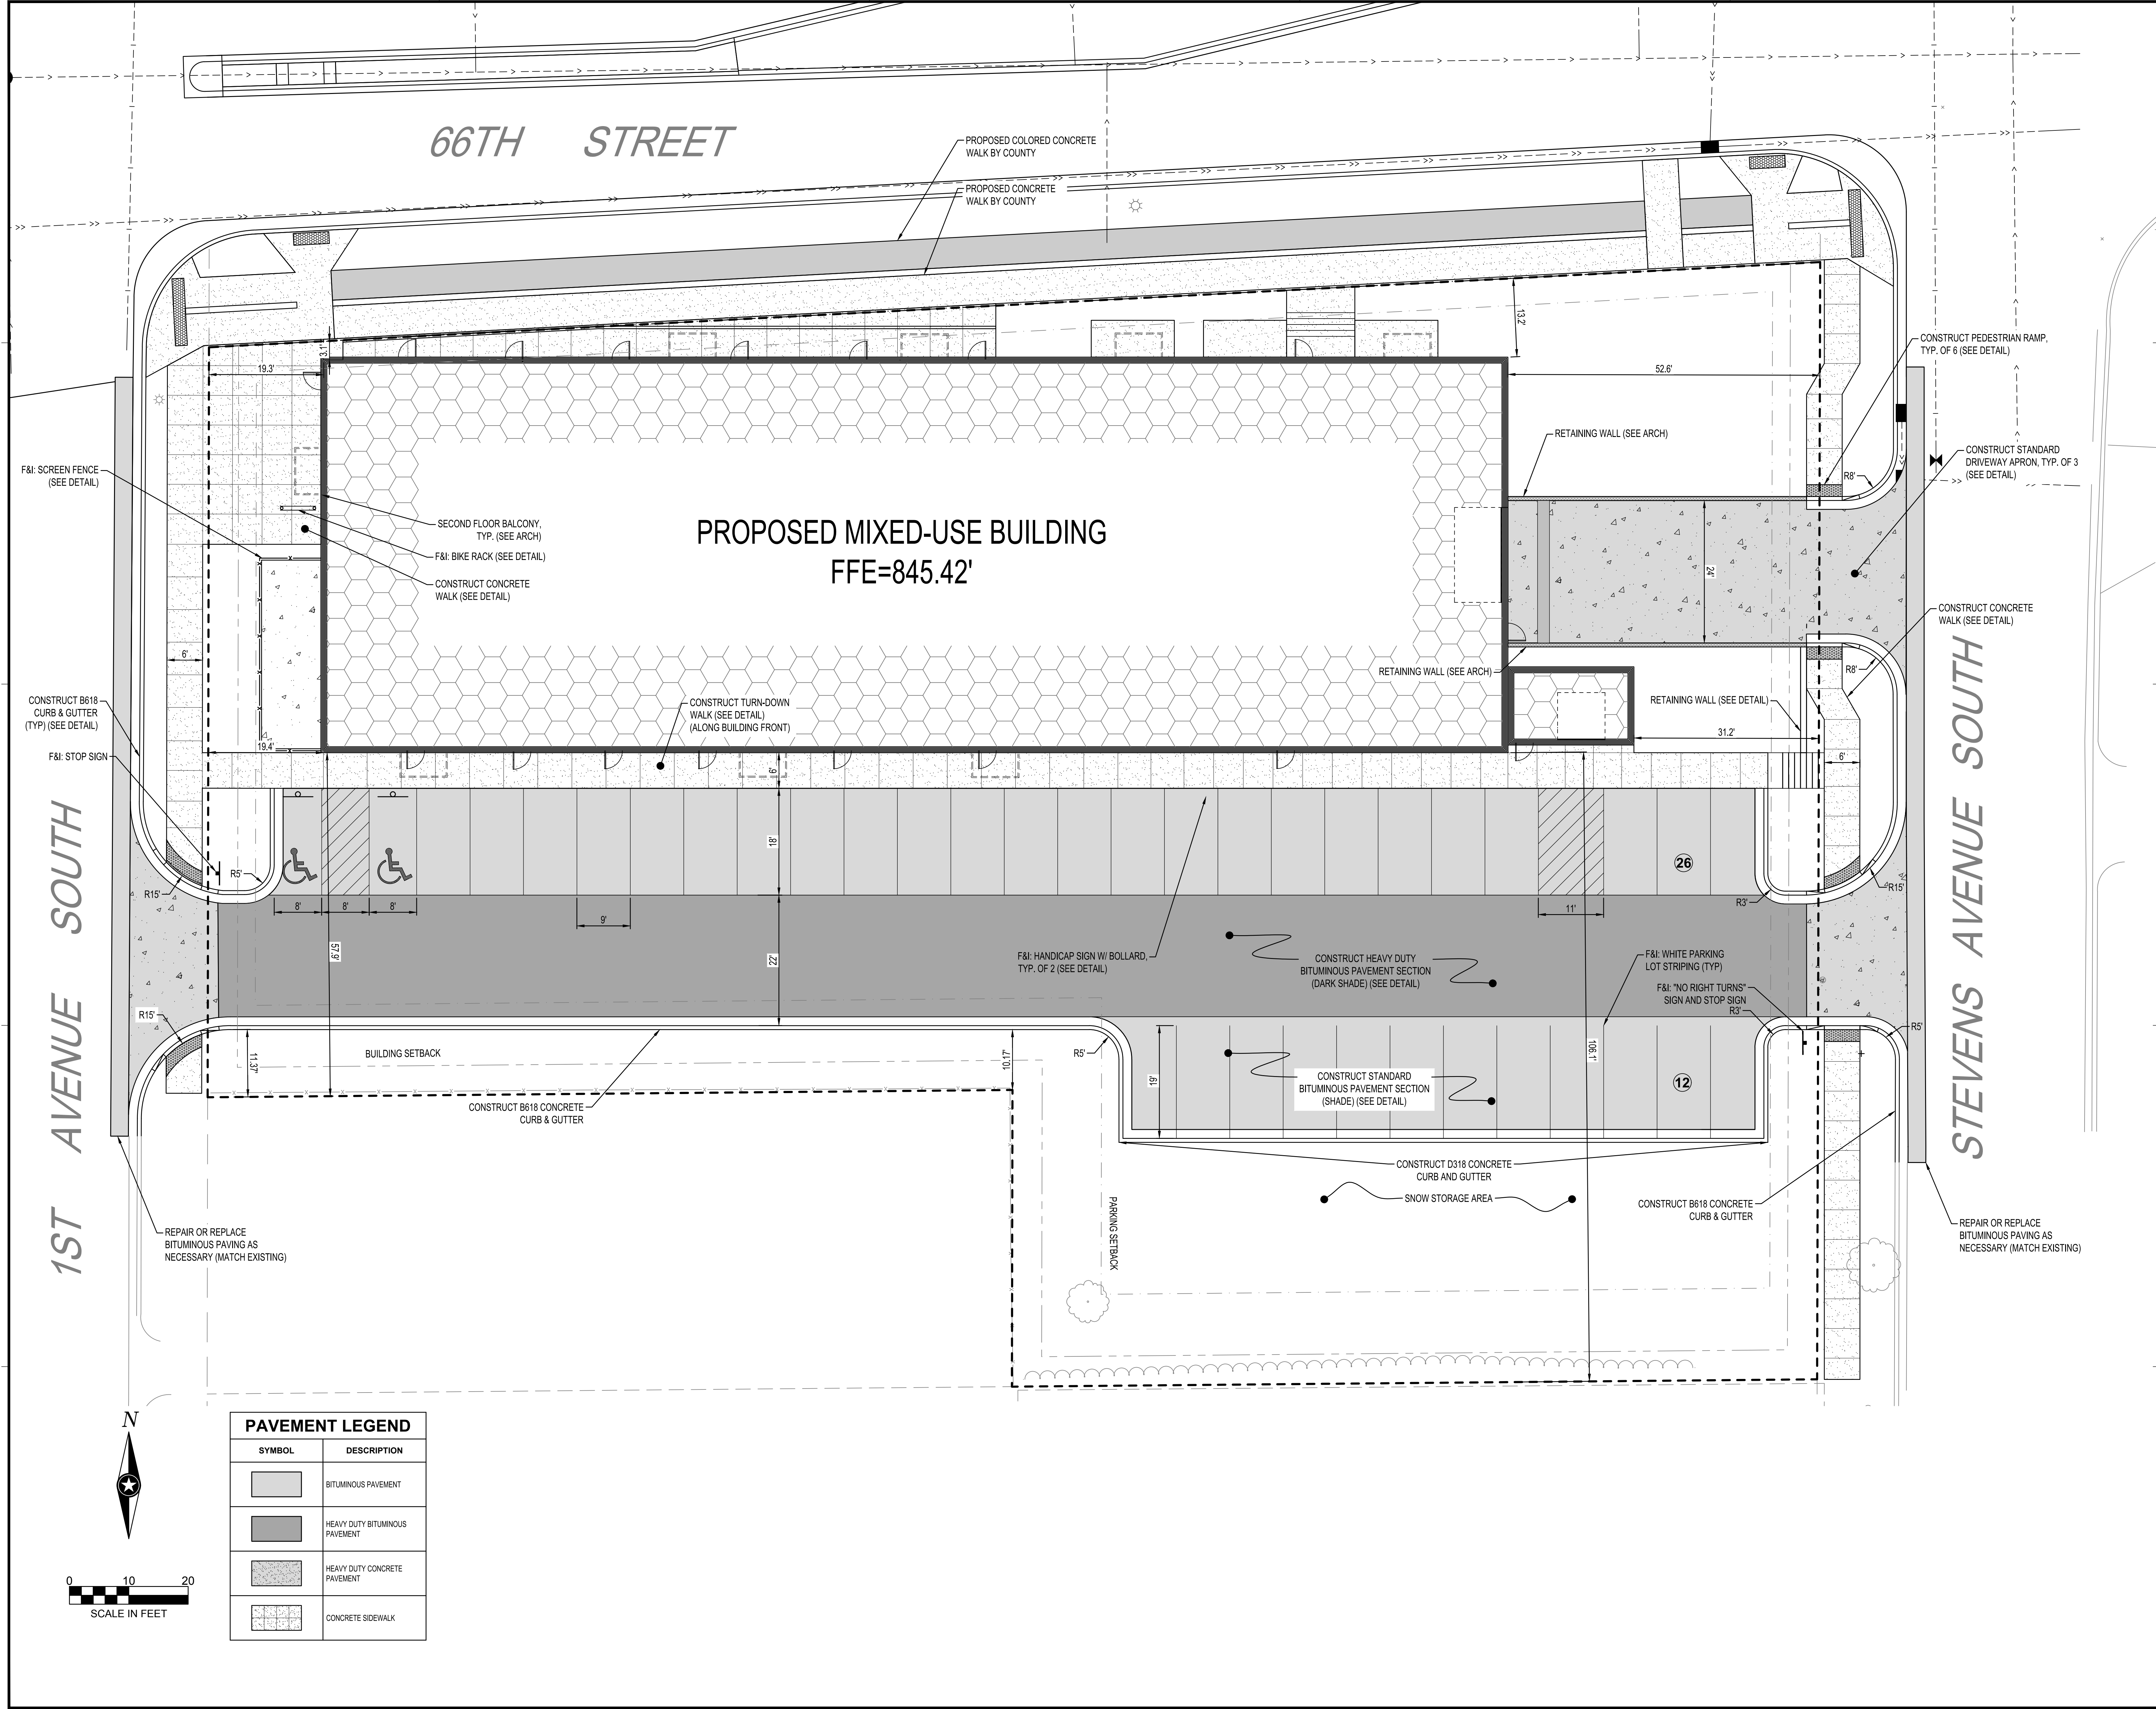 66TH STREET
PROPOSED COLORED CONCRETE
WALK BY COUNTY
PROPOSED CONCRETE
WALK BY COUNTY
13.2'
3.1'
19.3'
52.6'
CONSTRUCT PEDESTRIAN RAMP,
TYP. OF 6 (SEE DETAIL)
RETAINING WALL (SEE ARCH)
CONSTRUCT STANDARD
DRIVEWAY APRON, TYP. OF 3
(SEE DETAIL)
R8'
F&I: SCREEN FENCE
(SEE DETAIL)
SECOND FLOOR BALCONY,
TYP. (SEE ARCH)
F&I: BIKE RACK (SEE DETAIL)
CONSTRUCT CONCRETE
WALK (SEE DETAIL)
PROPOSED MIXED-USE BUILDING
FFE=845.42'
24'
CONSTRUCT CONCRETE
WALK (SEE DETAIL)
6'
R8'
RETAINING WALL (SEE ARCH)
RETAINING WALL (SEE DETAIL)
CONSTRUCT B618
CURB & GUTTER
(TYP) (SEE DETAIL)
CONSTRUCT TURN-DOWN
WALK (SEE DETAIL)
(ALONG BUILDING FRONT)
31.2'
19.4'
F&I: STOP SIGN
6'
6'
18'
26
R5'
R15'
R15'
R3'
8'
8'
8'
9'
11'
57.9'
22'
F&I: HANDICAP SIGN W/ BOLLARD,
TYP. OF 2 (SEE DETAIL)
CONSTRUCT HEAVY DUTY
BITUMINOUS PAVEMENT SECTION
(DARK SHADE) (SEE DETAIL)
F&I: WHITE PARKING
LOT STRIPING (TYP)
F&I: "NO RIGHT TURNS"
SIGN AND STOP SIGN
R3'
R15'
R5'
11.37'
BUILDING SETBACK
10.17'
R5'
19'
106.1'
CONSTRUCT STANDARD
BITUMINOUS PAVEMENT SECTION
(SHADE) (SEE DETAIL)
12
CONSTRUCT B618 CONCRETE
CURB & GUTTER
CONSTRUCT D318 CONCRETE
CURB AND GUTTER
SNOW STORAGE AREA
CONSTRUCT B618 CONCRETE
CURB & GUTTER
PARKING SETBACK
REPAIR OR REPLACE
BITUMINOUS PAVING AS
NECESSARY (MATCH EXISTING)
REPAIR OR REPLACE
BITUMINOUS PAVING AS
NECESSARY (MATCH EXISTING)
1ST AVENUE SOUTH
STEVENS AVENUE SOUTH
N
0 10 20
SCALE IN FEET
PAVEMENT LEGEND
SYMBOL DESCRIPTION
BITUMINOUS PAVEMENT
HEAVY DUTY BITUMINOUS
PAVEMENT
HEAVY DUTY CONCRETE
PAVEMENT
CONCRETE SIDEWALK